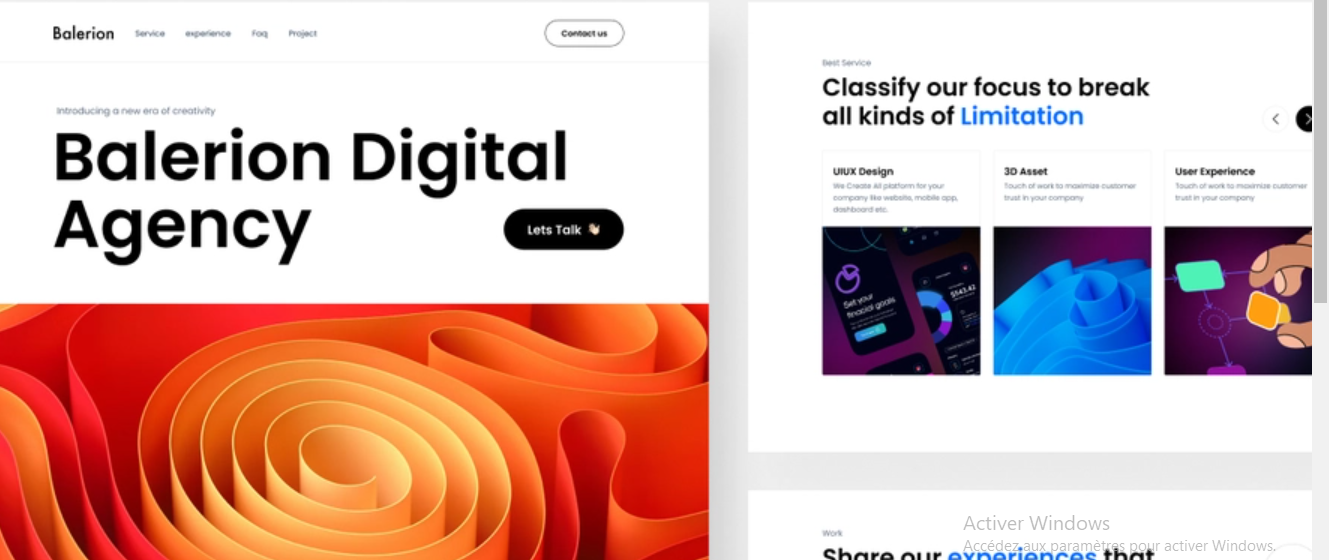 Balerion
Service
experience
Faq
Project
Contact us
Introducing a new era of creativity
Balerion Digital
Agency
Lets Talk 👋🏻
Best Service
Classify our focus to break
all kinds of Limitation
UIUX Design
We Create All platform for your
company like website, mobile app,
dashboard etc.
3D Asset
Touch of work to maximize customer
trust in your company
User Experience
Touch of work to maximize customer
trust in your company
Set your
finacial goals
$143.42
Work
Share our experiences that
Activer Windows
Accédez aux paramètres pour activer Windows.